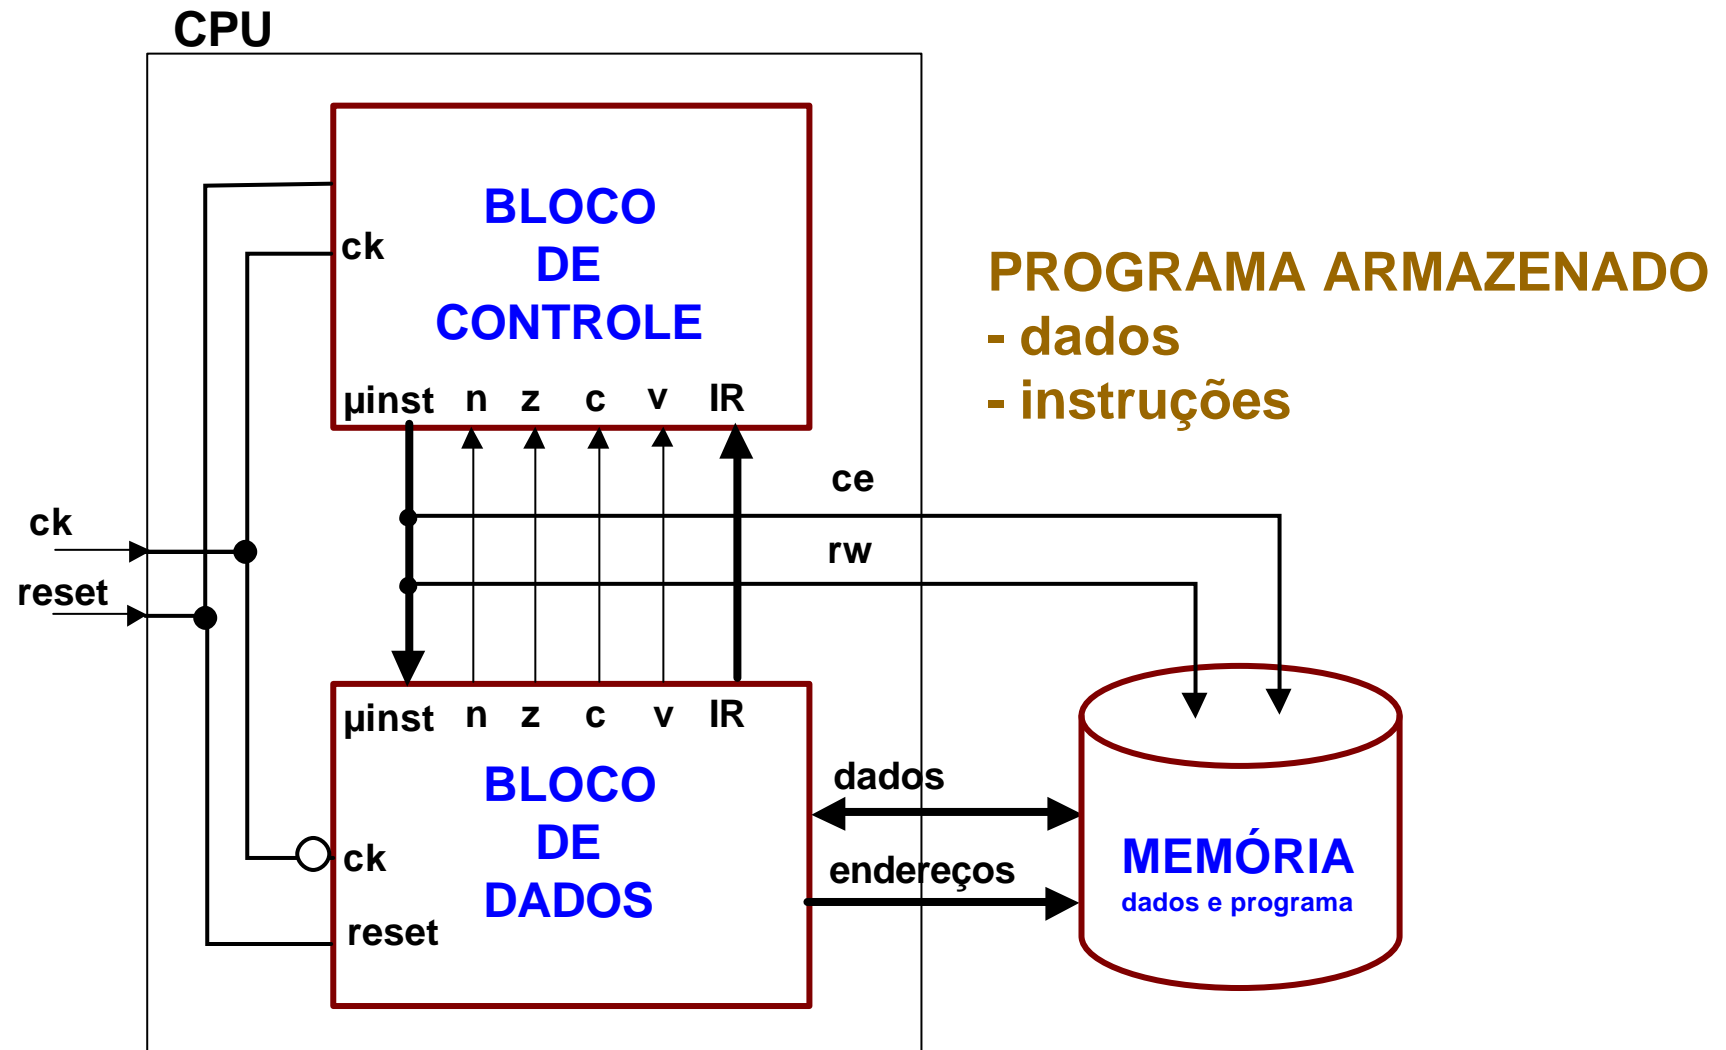 CPU
BLOCO
DE
CONTROLE
ck
µinst n z c v IR
PROGRAMA ARMAZENADO
- dados
- instruções
ck
reset
ce
rw
µinst n z c v IR
BLOCO
DE
DADOS
ck
reset
dados
endereços
MEMÓRIA
dados e programa